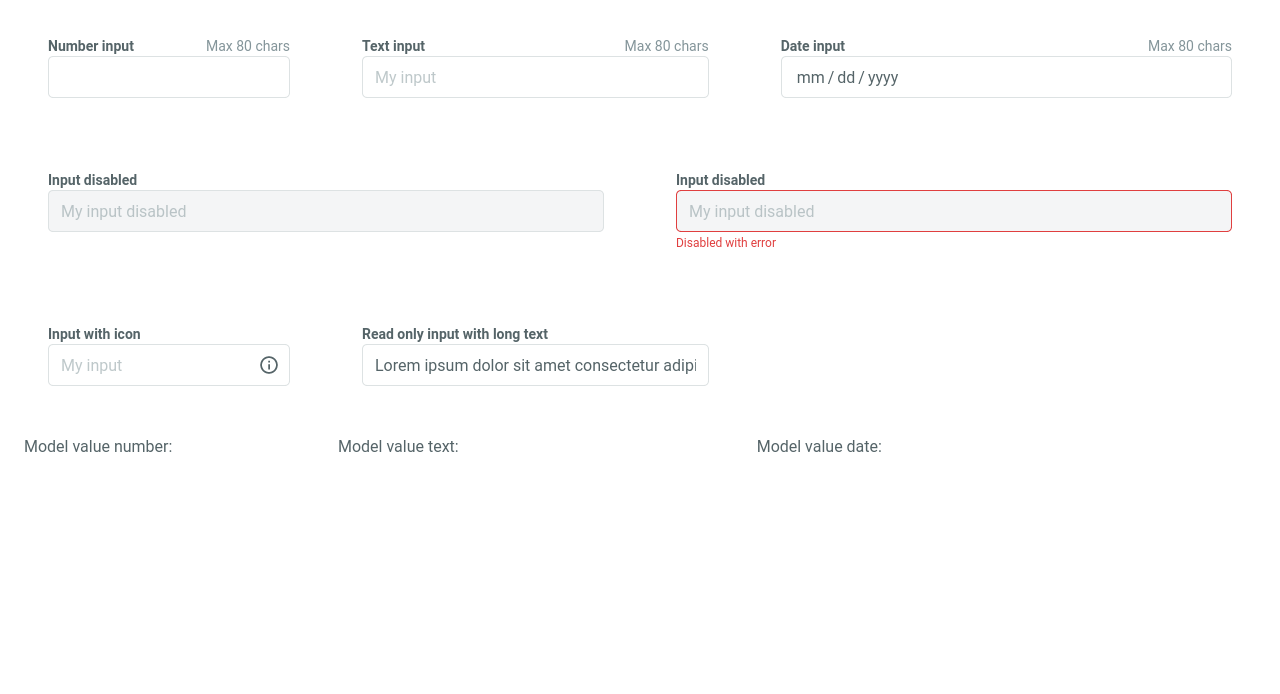 Number input Max 80 chars Text input Max 80 chars Date input Max 80 chars
My input mm / dd / yyyy
Input disabled Input disabled
My input disabled My input disabled
Disabled with error
Input with icon Read only input with long text
My input Lorem ipsum dolor sit amet consectetur adipi
Model value number: Model value text: Model value date: